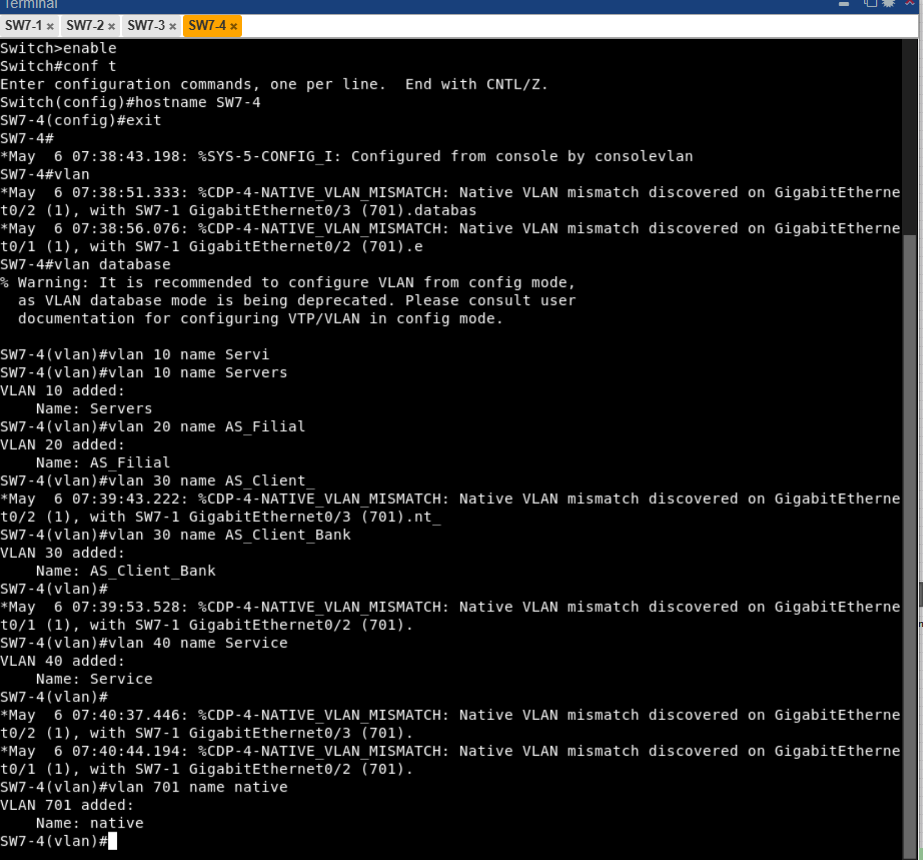 Terminal
SW7-1 × SW7-2 × SW7-3 × SW7-4 ×
Switch>enable
Switch#conf t
Enter configuration commands, one per line.  End with CNTL/Z.
Switch(config)#hostname SW7-4
SW7-4(config)#exit
SW7-4#
*May  6 07:38:43.198: %SYS-5-CONFIG_I: Configured from console by consolevlan
SW7-4#vlan
*May  6 07:38:51.333: %CDP-4-NATIVE_VLAN_MISMATCH: Native VLAN mismatch discovered on GigabitEtherne
t0/2 (1), with SW7-1 GigabitEthernet0/3 (701).databas
*May  6 07:38:56.076: %CDP-4-NATIVE_VLAN_MISMATCH: Native VLAN mismatch discovered on GigabitEtherne
t0/1 (1), with SW7-1 GigabitEthernet0/2 (701).e
SW7-4#vlan database
% Warning: It is recommended to configure VLAN from config mode,
  as VLAN database mode is being deprecated. Please consult user
  documentation for configuring VTP/VLAN in config mode.
SW7-4(vlan)#vlan 10 name Servi
SW7-4(vlan)#vlan 10 name Servers
VLAN 10 added:
    Name: Servers
SW7-4(vlan)#vlan 20 name AS_Filial
VLAN 20 added:
    Name: AS_Filial
SW7-4(vlan)#vlan 30 name AS_Client_
*May  6 07:39:43.222: %CDP-4-NATIVE_VLAN_MISMATCH: Native VLAN mismatch discovered on GigabitEtherne
t0/2 (1), with SW7-1 GigabitEthernet0/3 (701).nt_
SW7-4(vlan)#vlan 30 name AS_Client_Bank
VLAN 30 added:
    Name: AS_Client_Bank
SW7-4(vlan)#
*May  6 07:39:53.528: %CDP-4-NATIVE_VLAN_MISMATCH: Native VLAN mismatch discovered on GigabitEtherne
t0/1 (1), with SW7-1 GigabitEthernet0/2 (701).
SW7-4(vlan)#vlan 40 name Service
VLAN 40 added:
    Name: Service
SW7-4(vlan)#
*May  6 07:40:37.446: %CDP-4-NATIVE_VLAN_MISMATCH: Native VLAN mismatch discovered on GigabitEtherne
t0/2 (1), with SW7-1 GigabitEthernet0/3 (701).
*May  6 07:40:44.194: %CDP-4-NATIVE_VLAN_MISMATCH: Native VLAN mismatch discovered on GigabitEtherne
t0/1 (1), with SW7-1 GigabitEthernet0/2 (701).
SW7-4(vlan)#vlan 701 name native
VLAN 701 added:
    Name: native
SW7-4(vlan)#